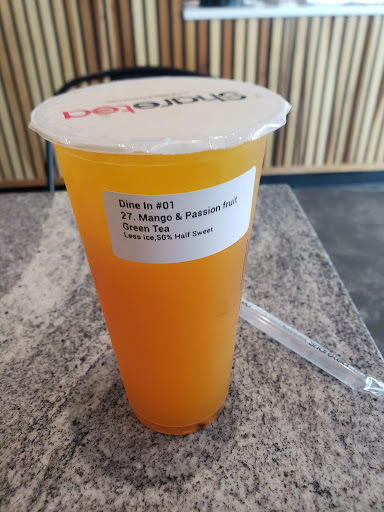 sharetea
Dine In #01
27. Mango & Passion fruit
Green Tea
Less ice,50% Half Sweet